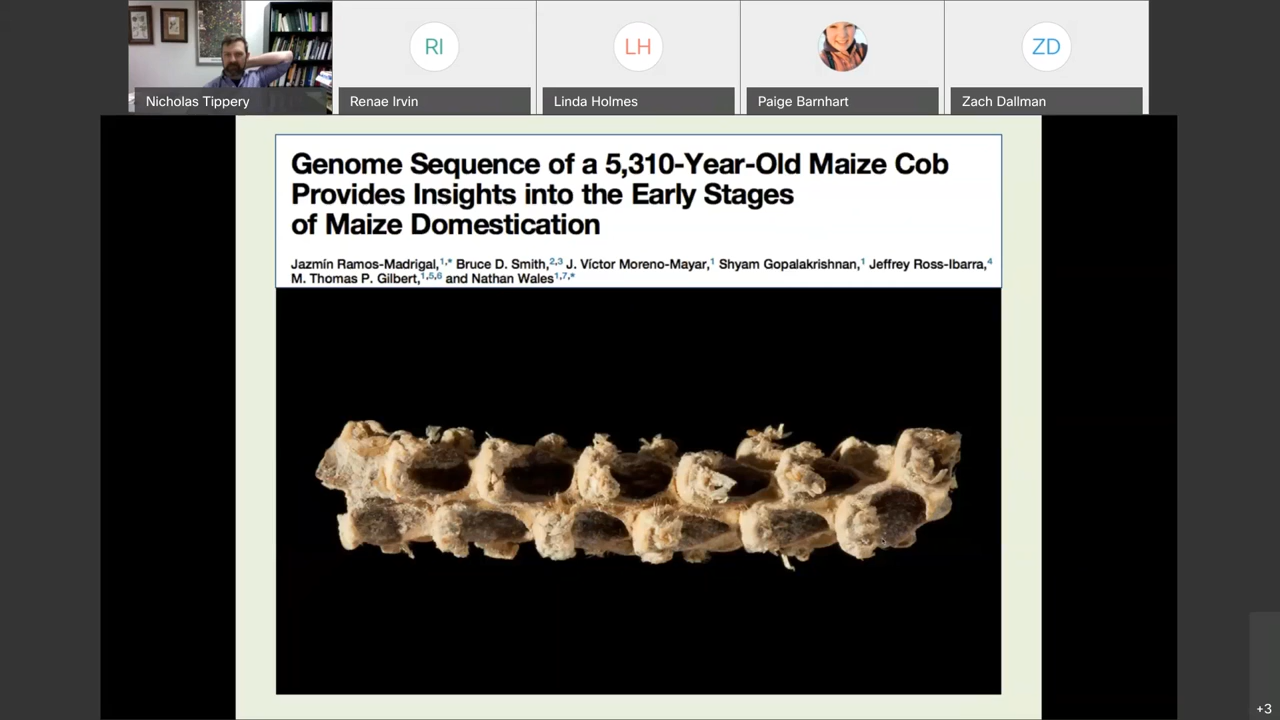 RI
LH
ZD
Nicholas Tippery
Renae Irvin
Linda Holmes
Paige Barnhart
Zach Dallman
Genome Sequence of a 5,310-Year-Old Maize Cob
Provides Insights into the Early Stages
of Maize Domestication
Jazmín Ramos-Madrigal,1,* Bruce D. Smith,2,3 J. Víctor Moreno-Mayar,1 Shyam Gopalakrishnan,1 Jeffrey Ross-Ibarra,4
M. Thomas P. Gilbert,1,5,6 and Nathan Wales1,7,*
+3